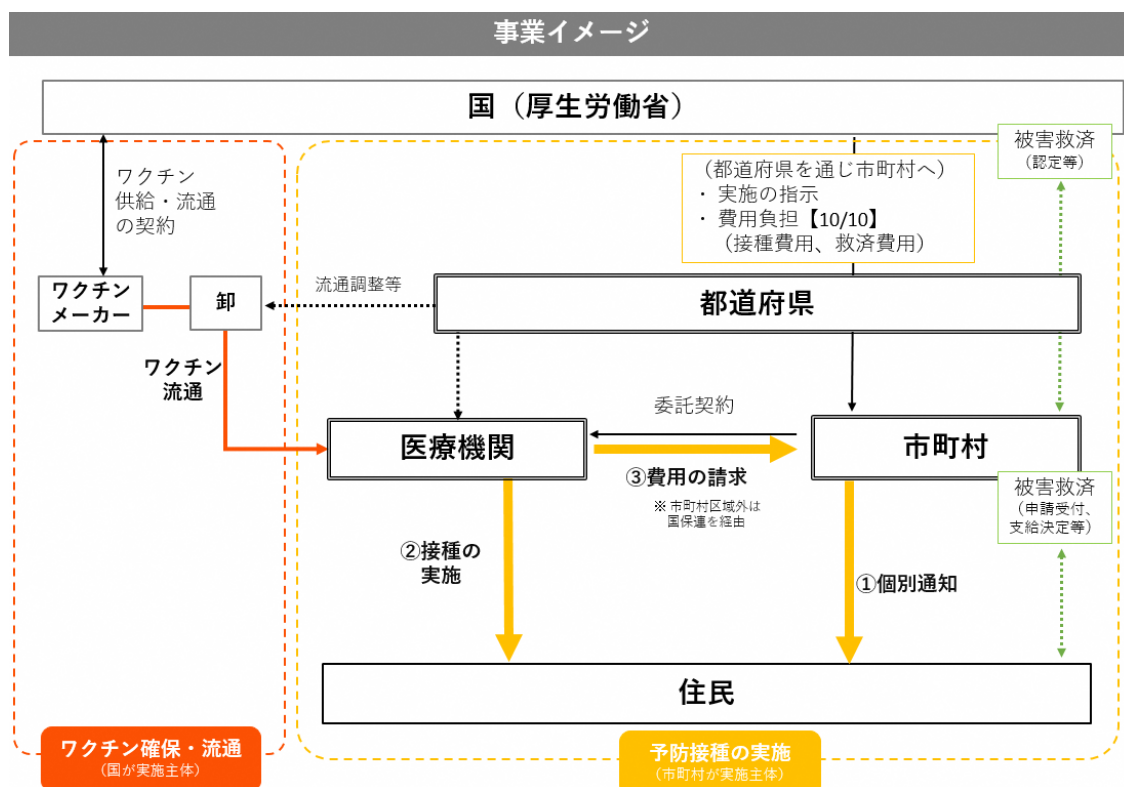 事業イメージ
国（厚生労働省）
被害救済
（認定等）
ワクチン
供給・流通
の契約
（都道府県を通じ市町村へ）
・ 実施の指示
・ 費用負担【10/10】
（接種費用、救済費用）
ワクチン
メーカー
卸
流通調整等
都道府県
ワクチン
流通
委託契約
医療機関
市町村
③費用の請求
※ 市町村区域外は
国保連を経由
被害救済
（申請受付、
支給決定等）
②接種の
実施
①個別通知
住民
ワクチン確保・流通
（国が実施主体）
予防接種の実施
（市町村が実施主体）